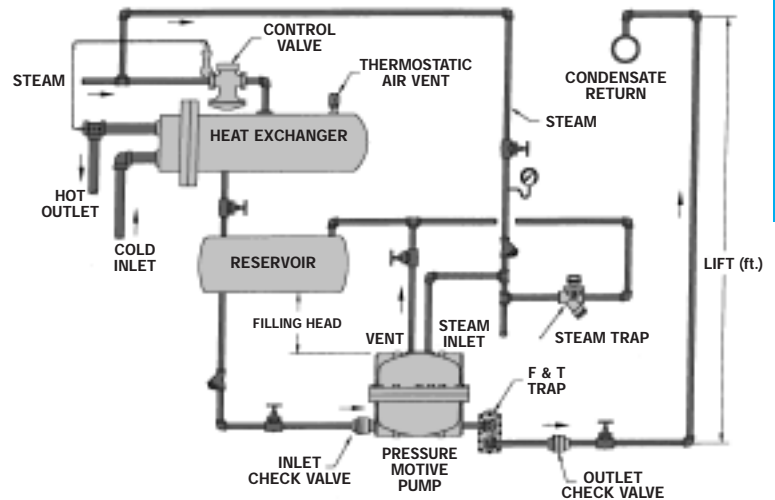 CONTROL
VALVE
THERMOSTATIC
AIR VENT
STEAM
CONDENSATE
RETURN
STEAM
HEAT EXCHANGER
HOT
OUTLET
COLD
INLET
RESERVOIR
LIFT (ft.)
FILLING HEAD
VENT
STEAM
INLET
STEAM TRAP
F & T
TRAP
INLET
CHECK VALVE
PRESSURE
MOTIVE
PUMP
OUTLET
CHECK VALVE